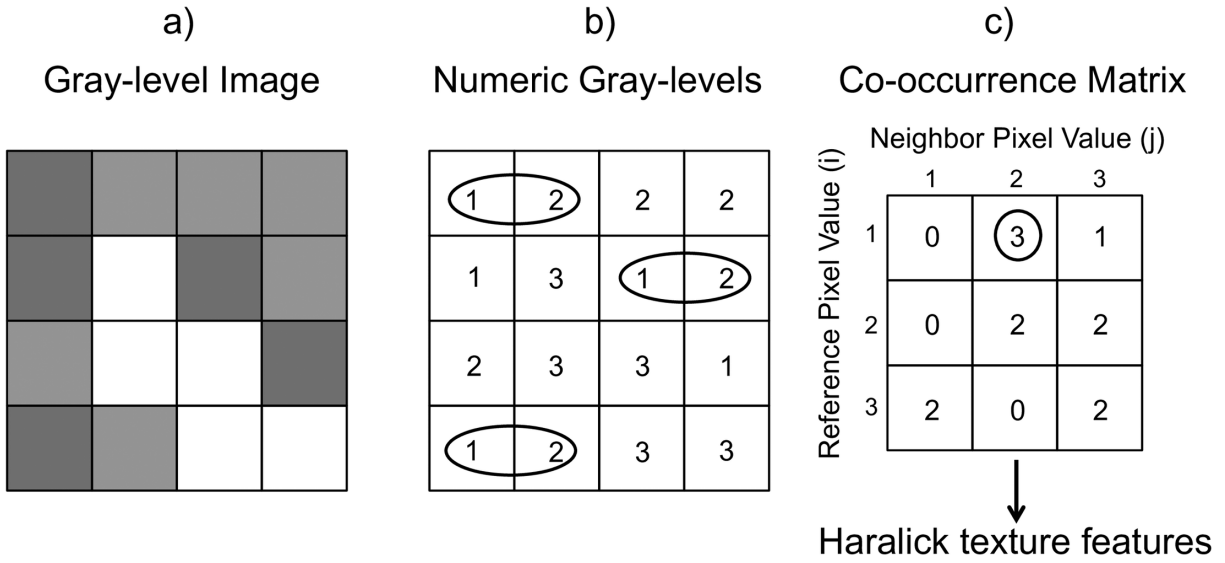 a)
Gray-level Image
b)
Numeric Gray-levels
1 2 2 2
1 3 1 2
2 3 3 1
1 2 3 3
c)
Co-occurrence Matrix
Neighbor Pixel Value (j)
Reference Pixel Value (i)
1 2 3
1 0 3 1
2 0 2 2
3 2 0 2
Haralick texture features